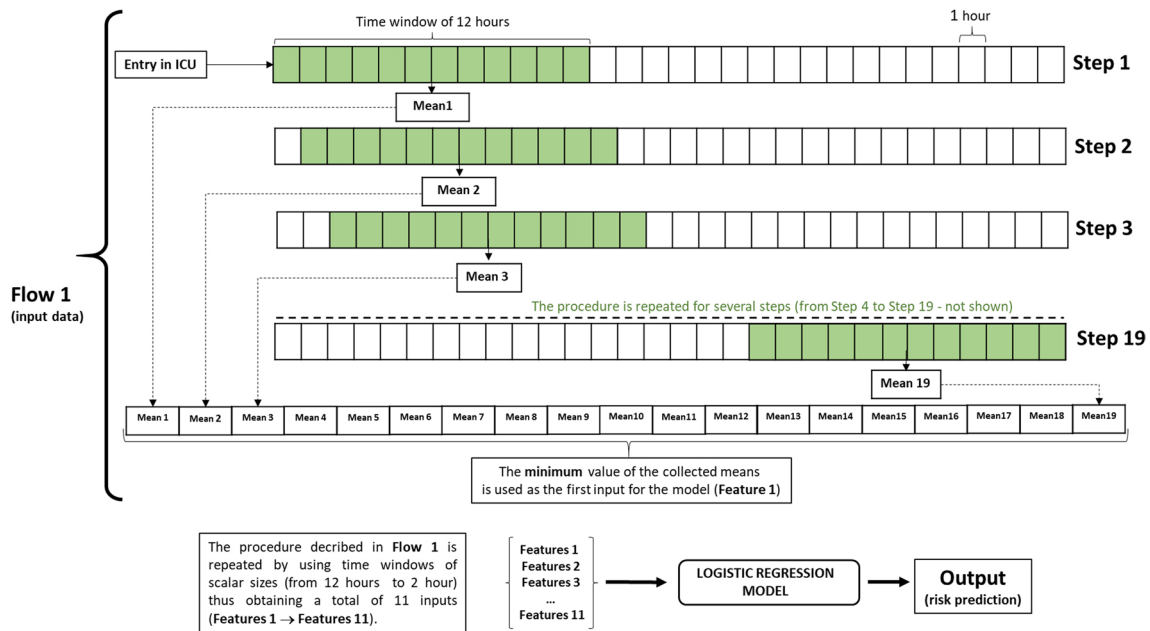 Time window of 12 hours
1 hour
Entry in ICU
Step 1
Mean1
Step 2
Mean 2
Step 3
Mean 3
Flow 1
(input data)
The procedure is repeated for several steps (from Step 4 to Step 19 - not shown)
Step 19
Mean 19
Mean 1 Mean 2 Mean 3 Mean 4 Mean 5 Mean 6 Mean 7 Mean 8 Mean 9 Mean10 Mean11 Mean12 Mean13 Mean14 Mean15 Mean16 Mean17 Mean18 Mean19
The minimum value of the collected means
is used as the first input for the model (Feature 1)
The procedure decribed in Flow 1 is
repeated by using time windows of
scalar sizes (from 12 hours to 2 hour)
thus obtaining a total of 11 inputs
(Features 1 → Features 11).
Features 1
Features 2
Features 3
...
Features 11
LOGISTIC REGRESSION
MODEL
Output
(risk prediction)